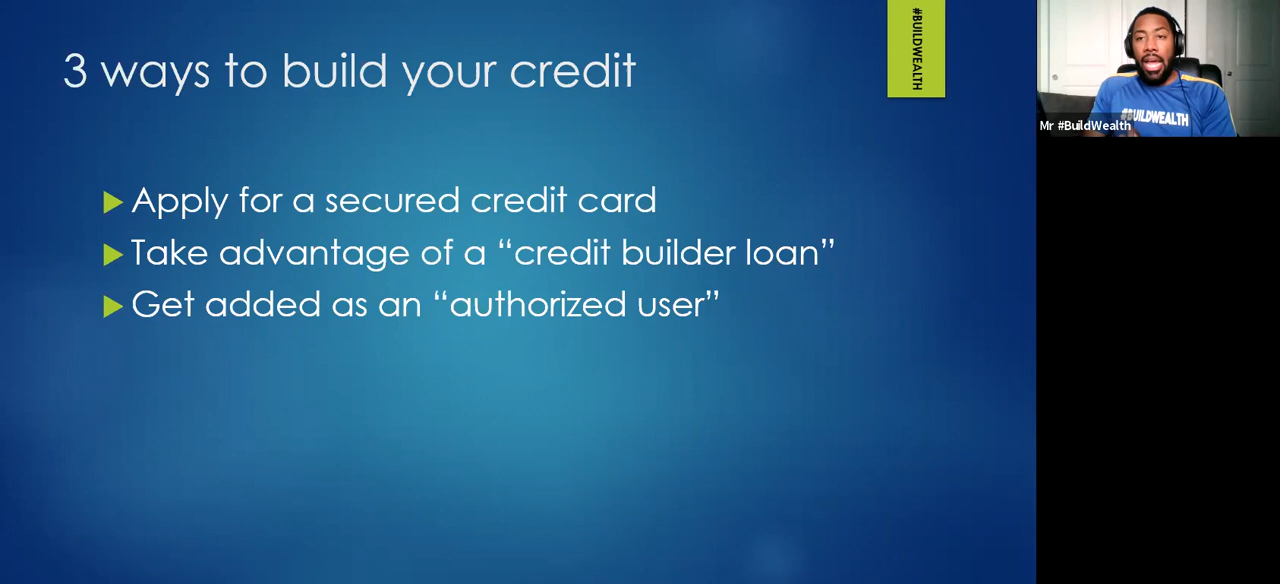 3 ways to build your credit
#BUILDWEALTH
Apply for a secured credit card
Take advantage of a “credit builder loan”
Get added as an “authorized user”
#BUILDWEALTH
Mr #BuildWealth